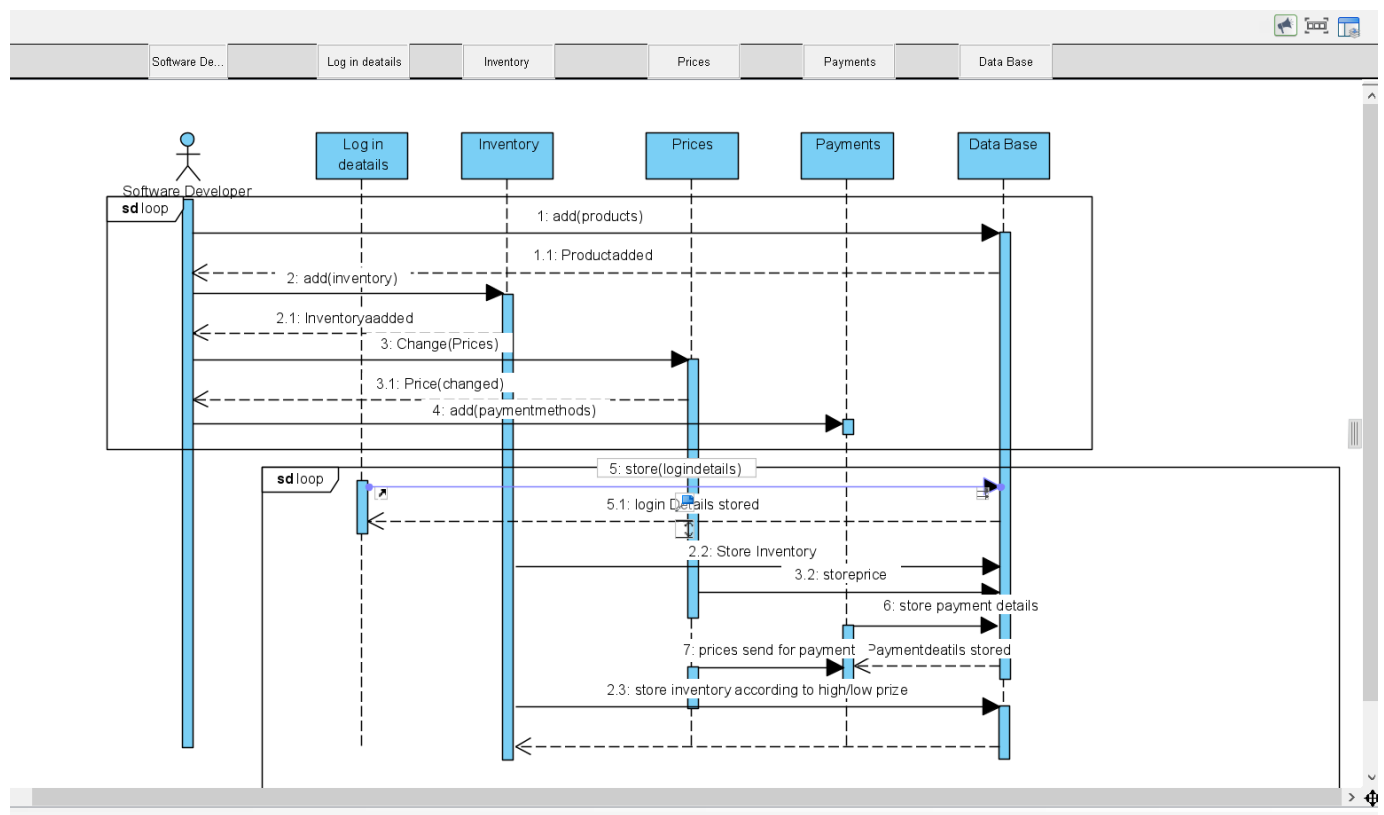 Software De...
Log in deatails
Inventory
Prices
Payments
Data Base
Log in
deatails
Inventory
Prices
Payments
Data Base
Software Developer
sd loop
1: add(products)
1.1: Productadded
2: add(inventory)
2.1: Inventoryaadded
3: Change(Prices)
3.1: Price(changed)
4: add(paymentmethods)
sd loop
5: store(logindetails)
5.1: login Details stored
2.2: Store Inventory
3.2: storeprice
6: store payment details
7: prices send for payment
Paymentdeatils stored
2.3: store inventory according to high/low prize